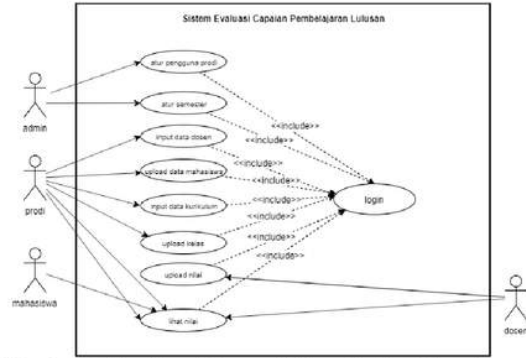 Sistem Evaluasi Capaian Pembelajaran Lulusan
atur pengguna prodi
atur semester
<<include>>
admin
input data dosen
<<include>>
<<include>>
upload data mahasiswa
<<include>>
input data kurikulum
<<include>>
login
prodi
upload kelas
<<include>>
<<include>>
upload nilai
<<include>>
mahasiswa
lihat nilai
dosen